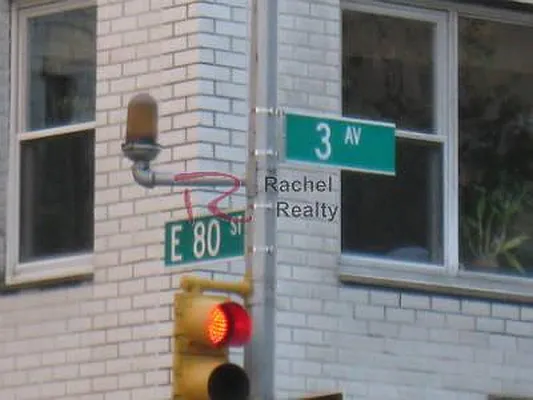 3 AV
Rachel
Realty
E 80 ST